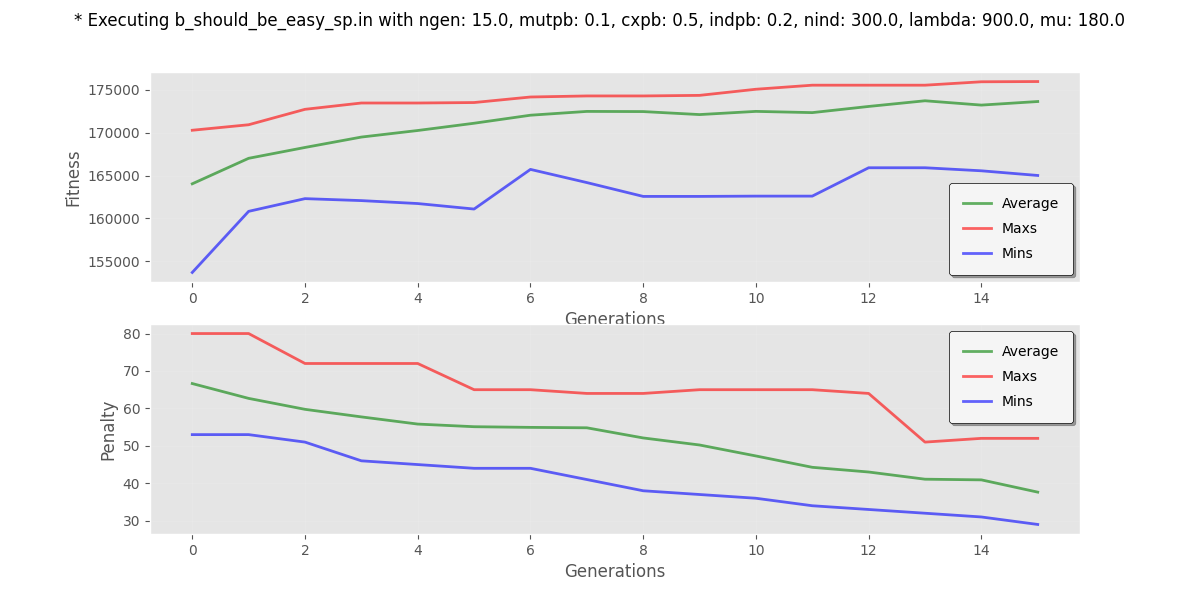 * Executing b_should_be_easy_sp.in with ngen: 15.0, mutpb: 0.1, cxpb: 0.5, indpb: 0.2, nind: 300.0, lambda: 900.0, mu: 180.0
175000
170000
165000
160000
155000
Fitness
Average
Maxs
Mins
0 2 4 6 8 10 12 14
Generations
80
70
60
50
40
30
Penalty
Average
Maxs
Mins
0 2 4 6 8 10 12 14
Generations